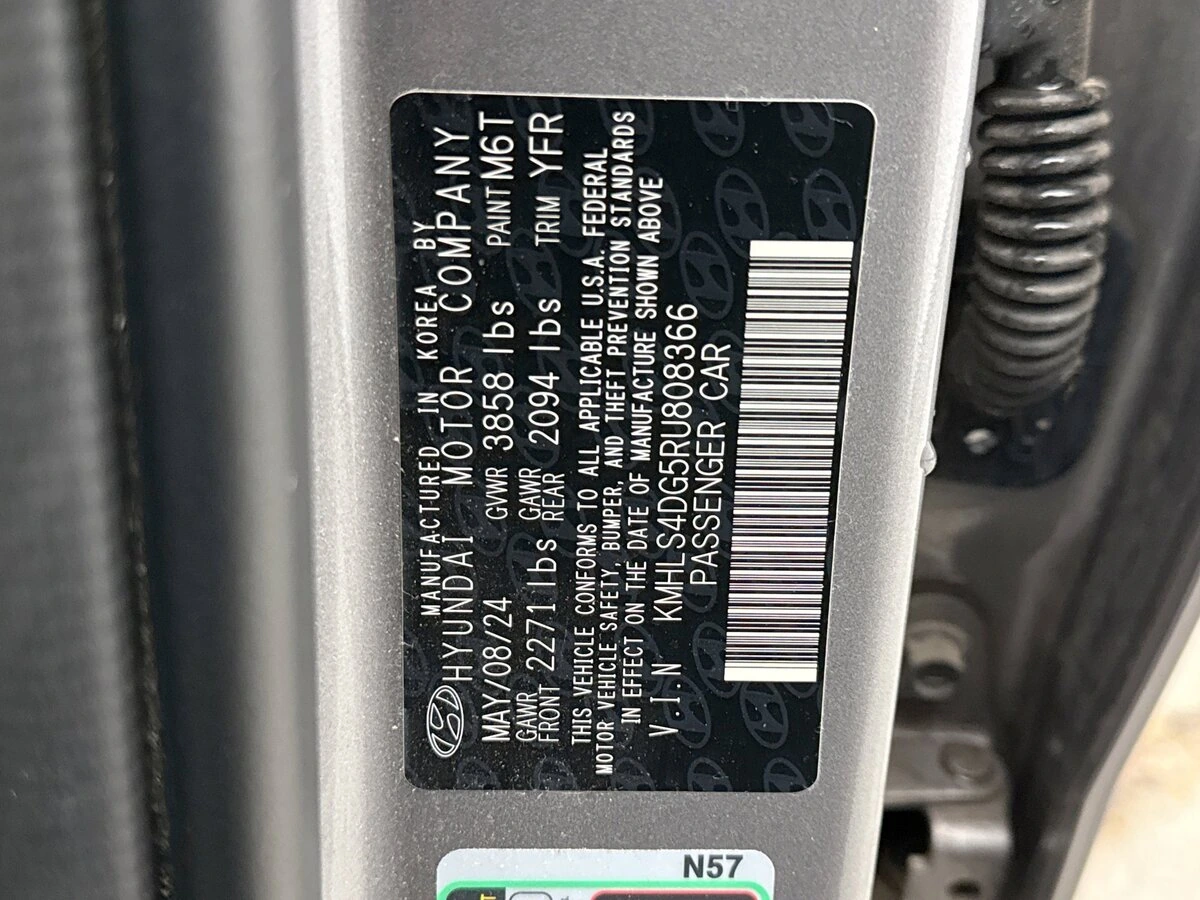 MANUFACTURED IN KOREA BY
HYUNDAI MOTOR COMPANY
MAY/08/24 GVWR 3858 lbs PAINT M6T
GAWR FRONT 2271 lbs GAWR REAR 2094 lbs TRIM YFR
THIS VEHICLE CONFORMS TO ALL APPLICABLE U.S.A. FEDERAL
MOTOR VEHICLE SAFETY, BUMPER, AND THEFT PREVENTION STANDARDS
IN EFFECT ON THE DATE OF MANUFACTURE SHOWN ABOVE
V.I.N KMHLS4DG5RU808366
PASSENGER CAR
N57